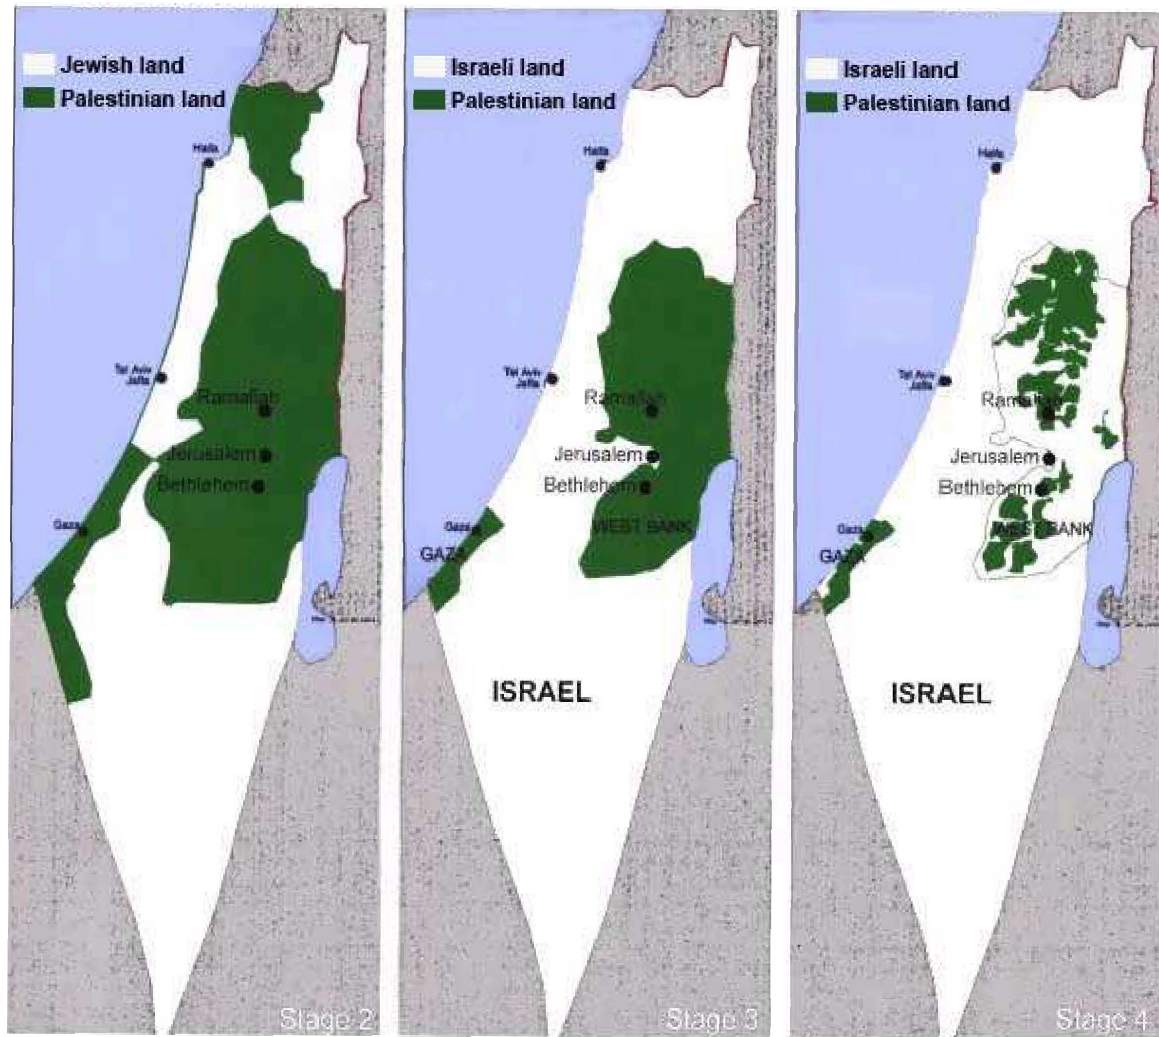 Jewish land
Palestinian land
Haifa
Tel Aviv
Jaffa
Ramallah
Jerusalem
Bethlehem
Gaza
Stage 2
Israeli land
Palestinian land
Haifa
Tel Aviv
Jaffa
Ramallah
Jerusalem
Bethlehem
WEST BANK
Gaza
GAZA
ISRAEL
Stage 3
Israeli land
Palestinian land
Haifa
Tel Aviv
Jaffa
Ramallah
Jerusalem
Bethlehem
WEST BANK
Gaza
GAZA
ISRAEL
Stage 4